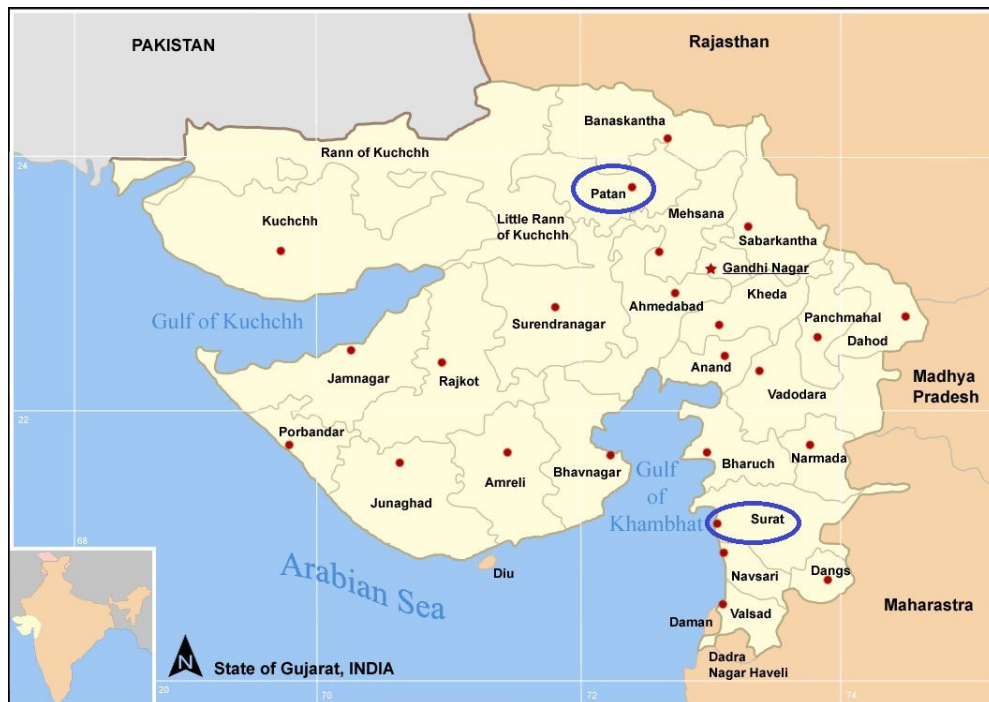 PAKISTAN
Rajasthan
Banaskantha
24
Rann of Kuchchh
Patan
Kuchchh
Little Rann
of Kuchchh
Mehsana
Sabarkantha
Gandhi Nagar
Ahmedabad
Kheda
Gulf of Kuchchh
Surendranagar
Panchmahal
Dahod
Jamnagar
Rajkot
Anand
Vadodara
Madhya
Pradesh
22
Porbandar
Junaghad
Amreli
Bhavnagar
Gulf
of
Khambhat
Bharuch
Narmada
Surat
68
Arabian Sea
Diu
Navsari
Dangs
Daman
Valsad
Maharastra
N
State of Gujarat, INDIA
Dadra
Nagar Haveli
20
70
72
74